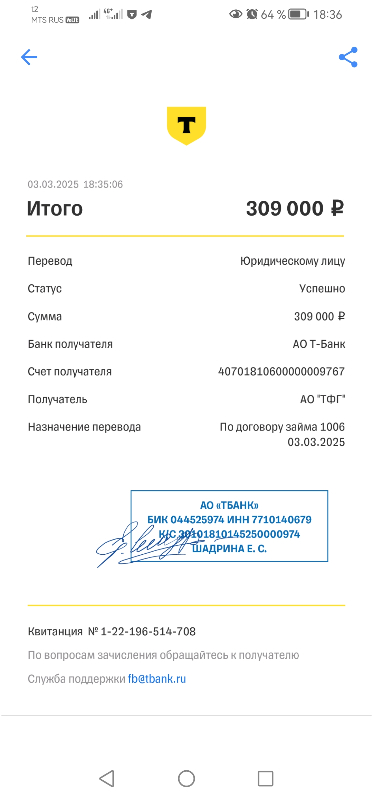 12
MTS RUS 18:36
64 %
T
03.03.2025 18:35:06
Итого 309 000 ₽
Перевод Юридическому лицу
Статус Успешно
Сумма 309 000 ₽
Банк получателя АО Т-Банк
Счет получателя 40701810600000009767
Получатель АО "ТФГ"
Назначение перевода По договору займа 1006
03.03.2025
АО «ТБАНК»
БИК 044525974 ИНН 7710140679
К/С 30101810145250000974
ШАДРИНА Е. С.
Квитанция № 1-22-196-514-708
По вопросам зачисления обращайтесь к получателю
Служба поддержки fb@tbank.ru